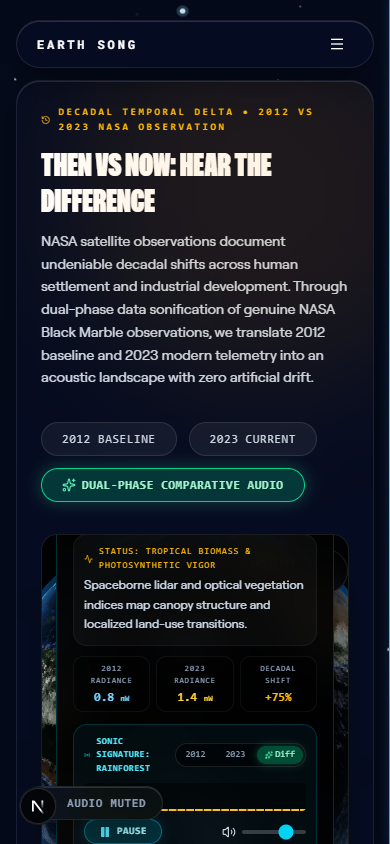 EARTH SONG
DECADAL TEMPORAL DELTA • 2012 VS
2023 NASA OBSERVATION
THEN VS NOW: HEAR THE
DIFFERENCE
NASA satellite observations document
undeniable decadal shifts across human
settlement and industrial development. Through
dual-phase data sonification of genuine NASA
Black Marble observations, we translate 2012
baseline and 2023 modern telemetry into an
acoustic landscape with zero artificial drift.
2012 BASELINE
2023 CURRENT
DUAL-PHASE COMPARATIVE AUDIO
STATUS: TROPICAL BIOMASS &
PHOTOSYNTHETIC VIGOR
Spaceborne lidar and optical vegetation
indices map canopy structure and
localized land-use transitions.
2012
RADIANCE
0.8 nW
2023
RADIANCE
1.4 nW
DECADAL
SHIFT
+75%
SONIC
SIGNATURE:
RAINFOREST
2012 2023 Diff
N
AUDIO MUTED
PAUSE